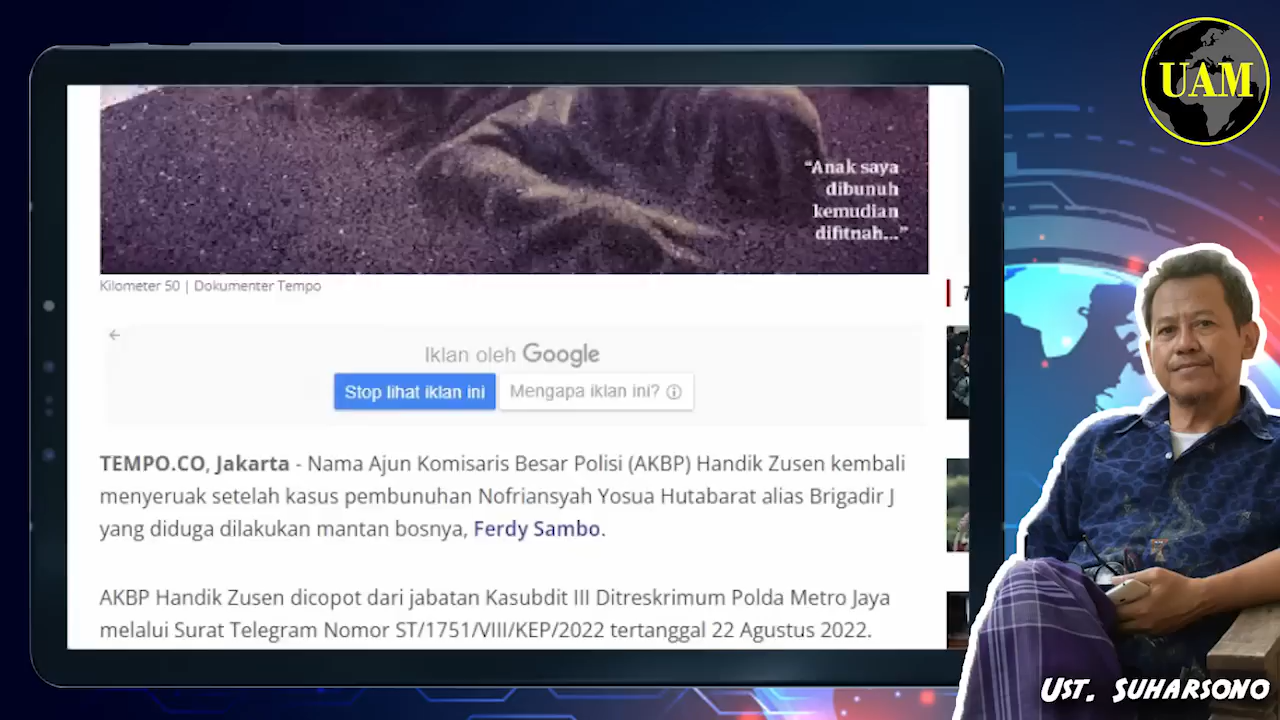 UAM
“Anak saya
dibunuh
kemudian
difitnah...”
Kilometer 50 | Dokumenter Tempo
Iklan oleh Google
Stop lihat iklan ini
Mengapa iklan ini?
TEMPO.CO, Jakarta - Nama Ajun Komisaris Besar Polisi (AKBP) Handik Zusen kembali
menyeruak setelah kasus pembunuhan Nofriansyah Yosua Hutabarat alias Brigadir J
yang diduga dilakukan mantan bosnya, Ferdy Sambo.
AKBP Handik Zusen dicopot dari jabatan Kasubdit III Ditreskrimum Polda Metro Jaya
melalui Surat Telegram Nomor ST/1751/VIII/KEP/2022 tertanggal 22 Agustus 2022.
UST. SUHARSONO